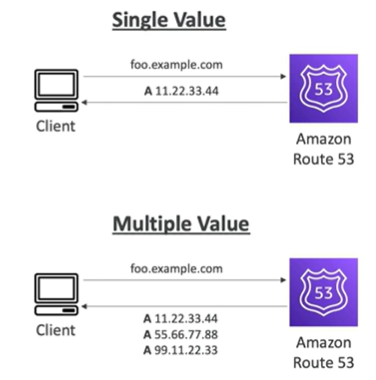 Single Value
foo.example.com
A 11.22.33.44
53
Client
Amazon
Route 53
Multiple Value
foo.example.com
53
A 11.22.33.44
A 55.66.77.88
A 99.11.22.33
Client
Amazon
Route 53